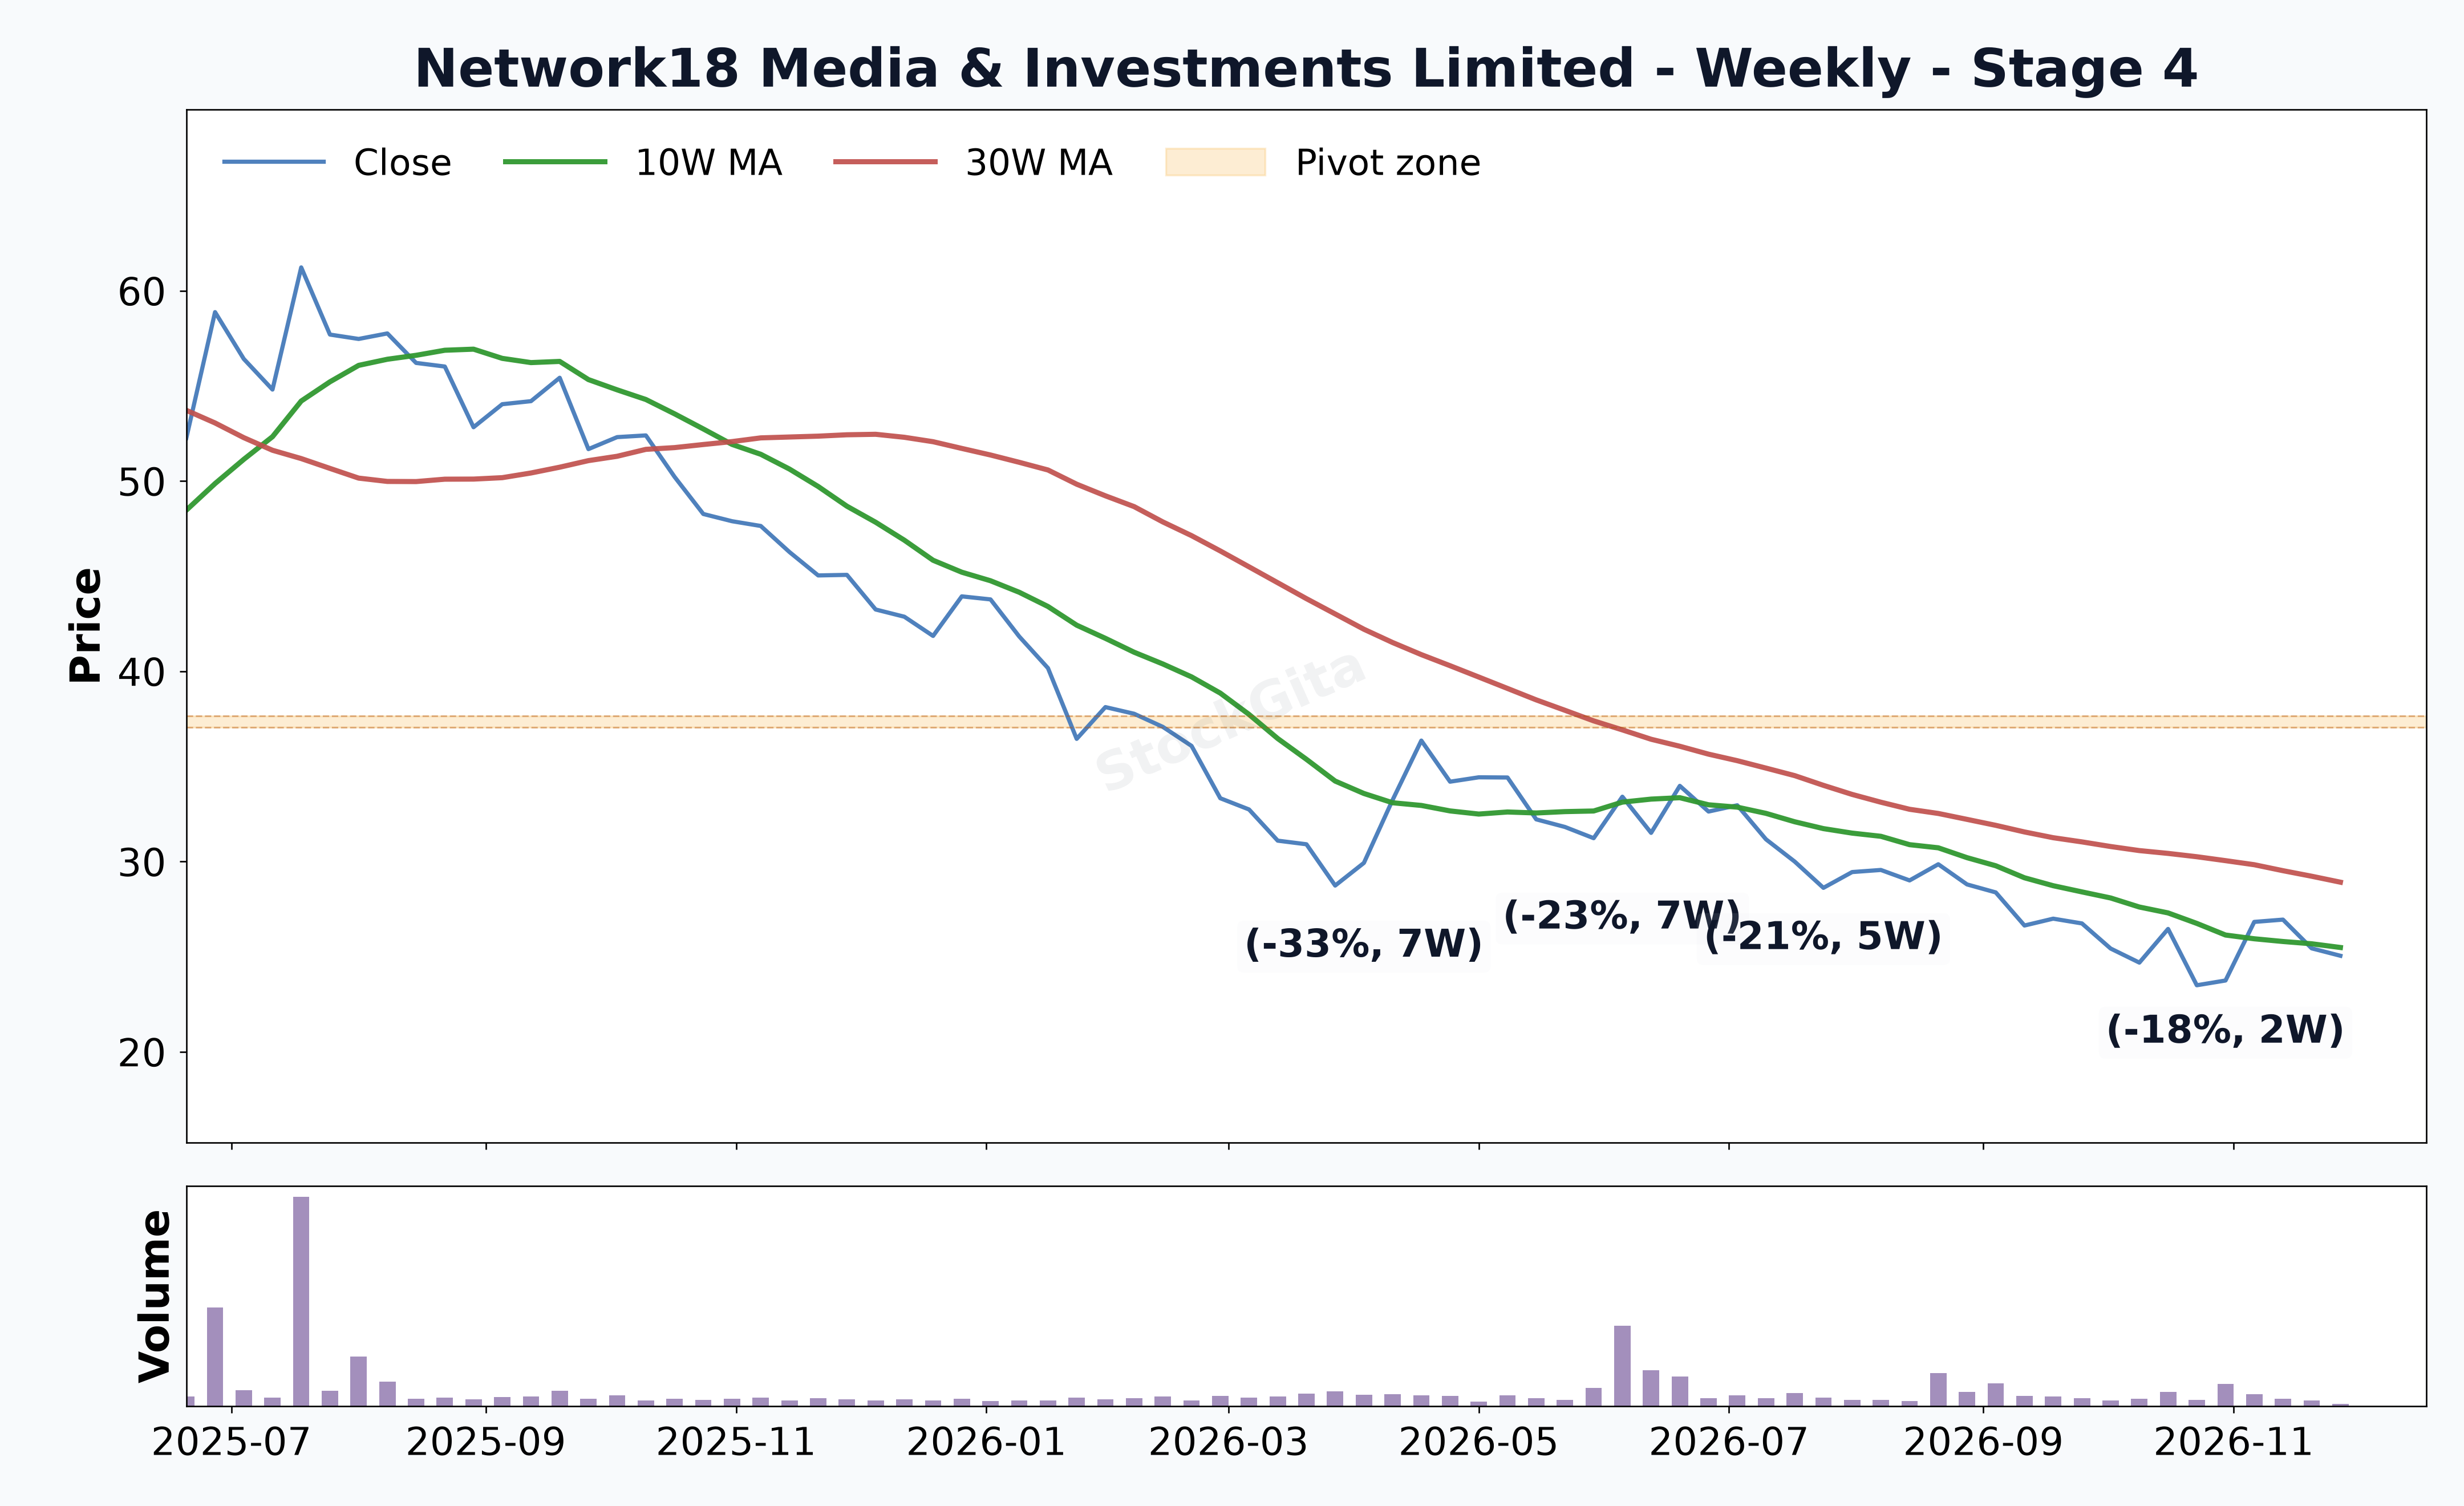 Network18 Media & Investments Limited - Weekly - Stage 4
Close 10W MA 30W MA Pivot zone
Price
60
50
40
30
20
StockGita
(-33%, 7W)
(-23%, 7W)
(-21%, 5W)
(-18%, 2W)
Volume
2025-07 2025-09 2025-11 2026-01 2026-03 2026-05 2026-07 2026-09 2026-11